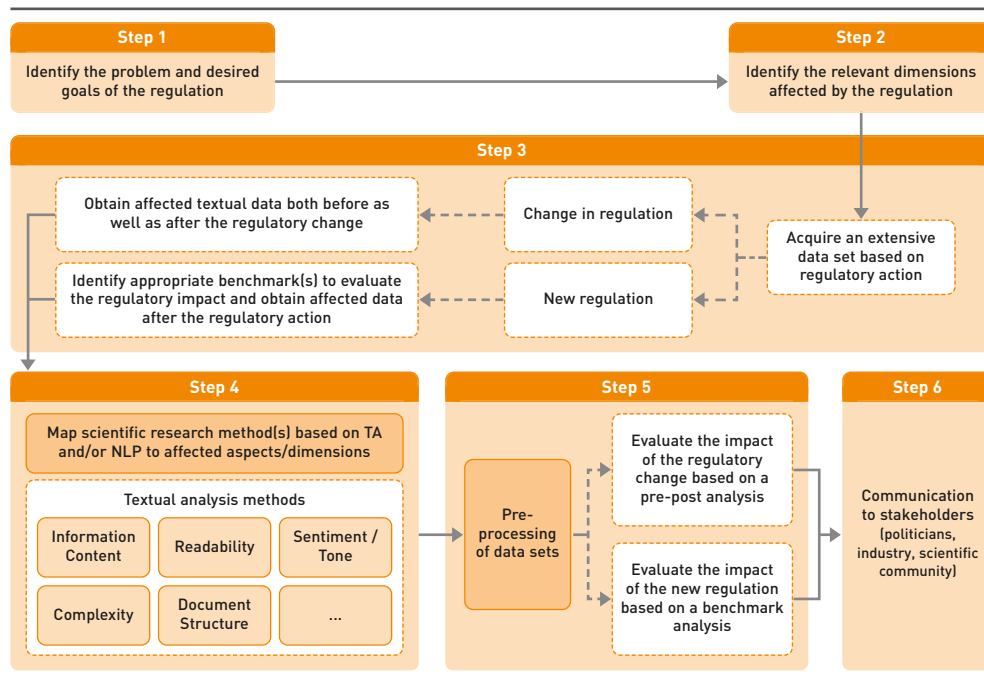 Step 1
Identify the problem and desired
goals of the regulation
Step 2
Identify the relevant dimensions
affected by the regulation
Step 3
Obtain affected textual data both before as
well as after the regulatory change
Change in regulation
Acquire an extensive
data set based on
regulatory action
Identify appropriate benchmark(s) to evaluate
the regulatory impact and obtain affected data
after the regulatory action
New regulation
Step 4
Map scientific research method(s) based on TA
and/or NLP to affected aspects/dimensions
Textual analysis methods
Information
Content
Readability
Sentiment /
Tone
Complexity
Document
Structure
...
Step 5
Pre-
processing
of data sets
Evaluate the impact
of the regulatory
change based on a
pre-post analysis
Evaluate the impact
of the new regulation
based on a benchmark
analysis
Step 6
Communication
to stakeholders
(politicians,
industry, scientific
community)